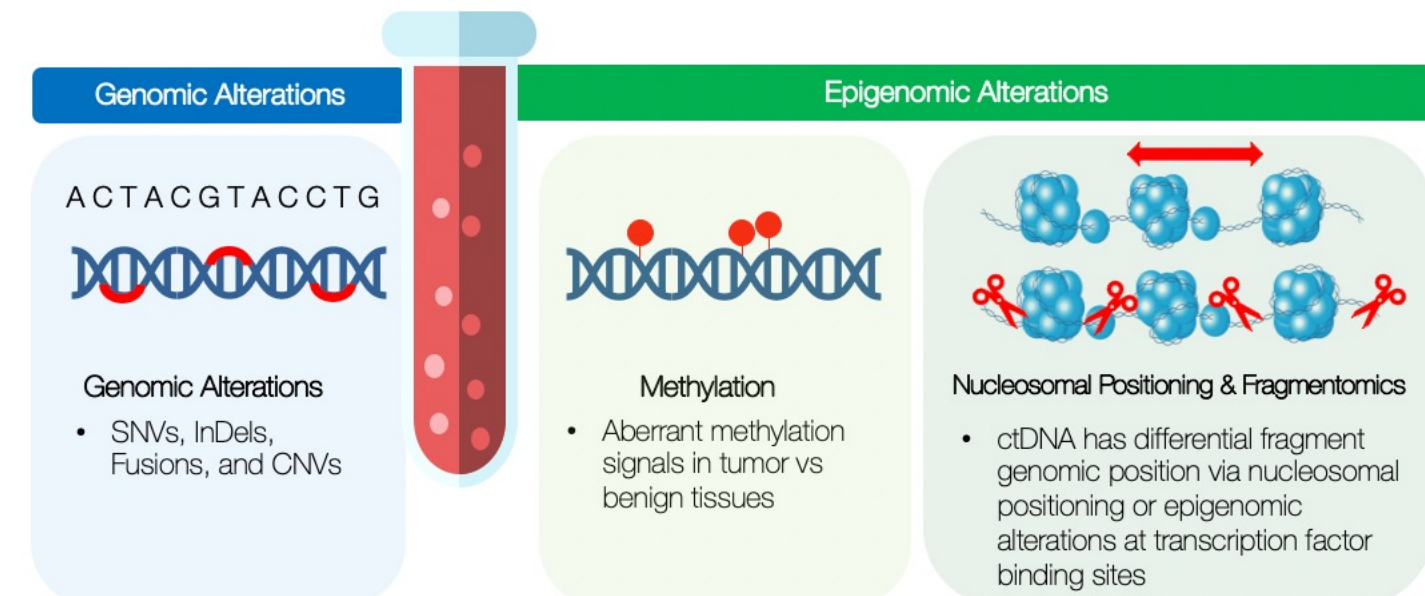 Genomic Alterations
Epigenomic Alterations
ACTACGTACCTG
Genomic Alterations
• SNVs, InDels,
Fusions, and CNVs
Methylation
• Aberrant methylation
signals in tumor vs
benign tissues
Nucleosomal Positioning & Fragmentomics
• ctDNA has differential fragment
genomic position via nucleosomal
positioning or epigenomic
alterations at transcription factor
binding sites